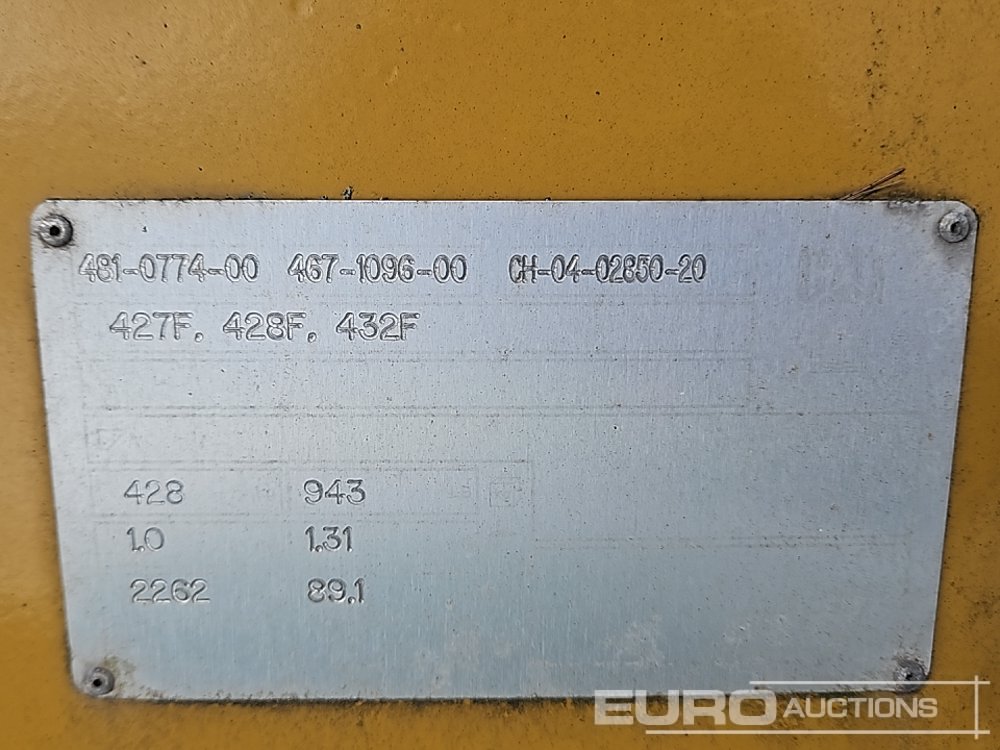 481-0774-00 467-1096-00 CH-04-02850-20
427F. 428F. 432F
428 943
1.0 1.31
2262 89.1
EURO AUCTIONS